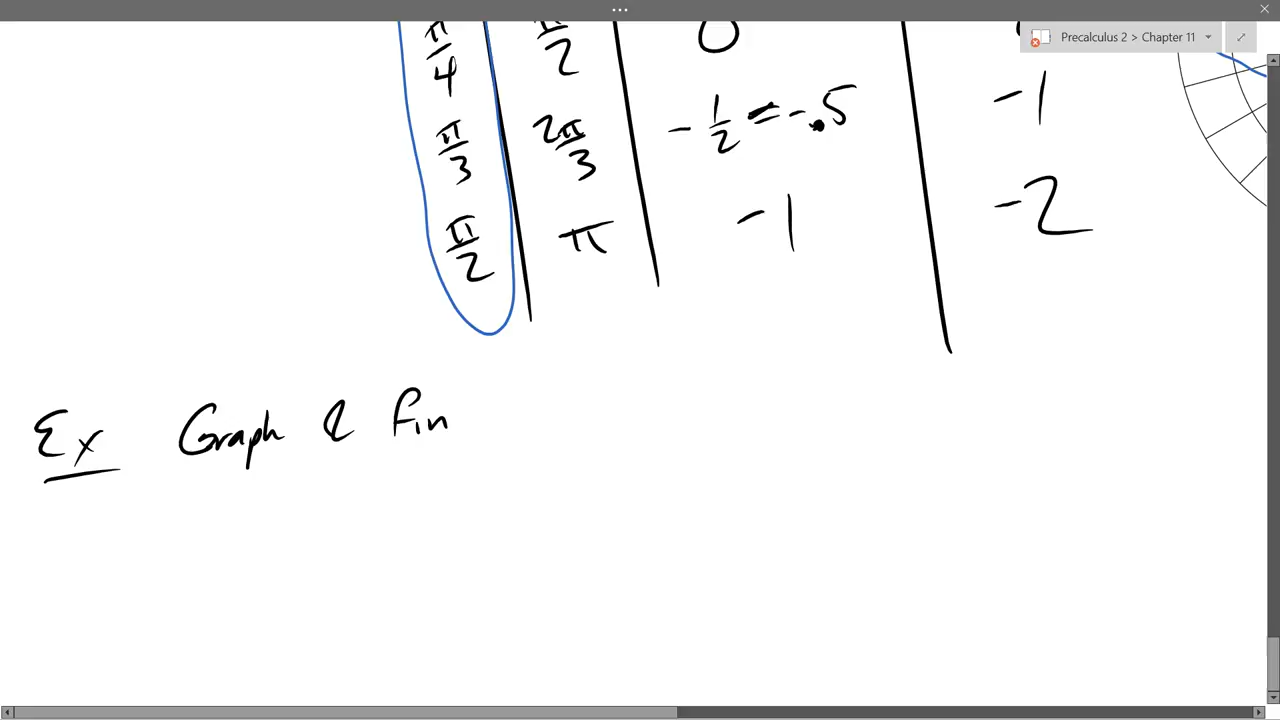 Precalculus 2 > Chapter 11
π/4 π/2 0
π/3 2π/3 -1/2 = -.5 -1
π/2 π -1 -2
Ex Graph & Fin